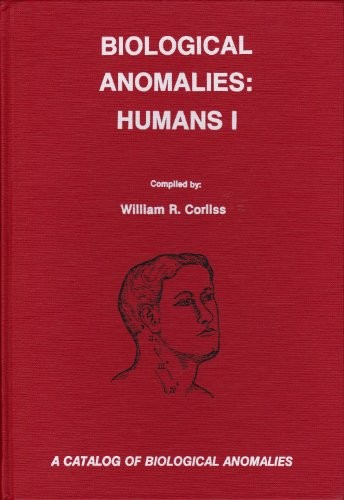 BIOLOGICAL
ANOMALIES:
HUMANS I
Compiled by:
William R. Corliss
A CATALOG OF BIOLOGICAL ANOMALIES